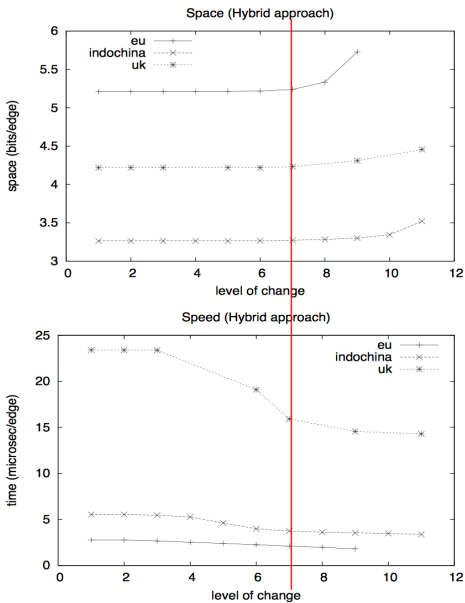 Space (Hybrid approach)
eu
indochina
uk
6
5.5
5
4.5
4
3.5
3
space (bits/edge)
0 2 4 6 8 10 12
level of change
Speed (Hybrid approach)
eu
indochina
uk
25
20
15
10
5
0
time (microsec/edge)
0 2 4 6 8 10 12
level of change